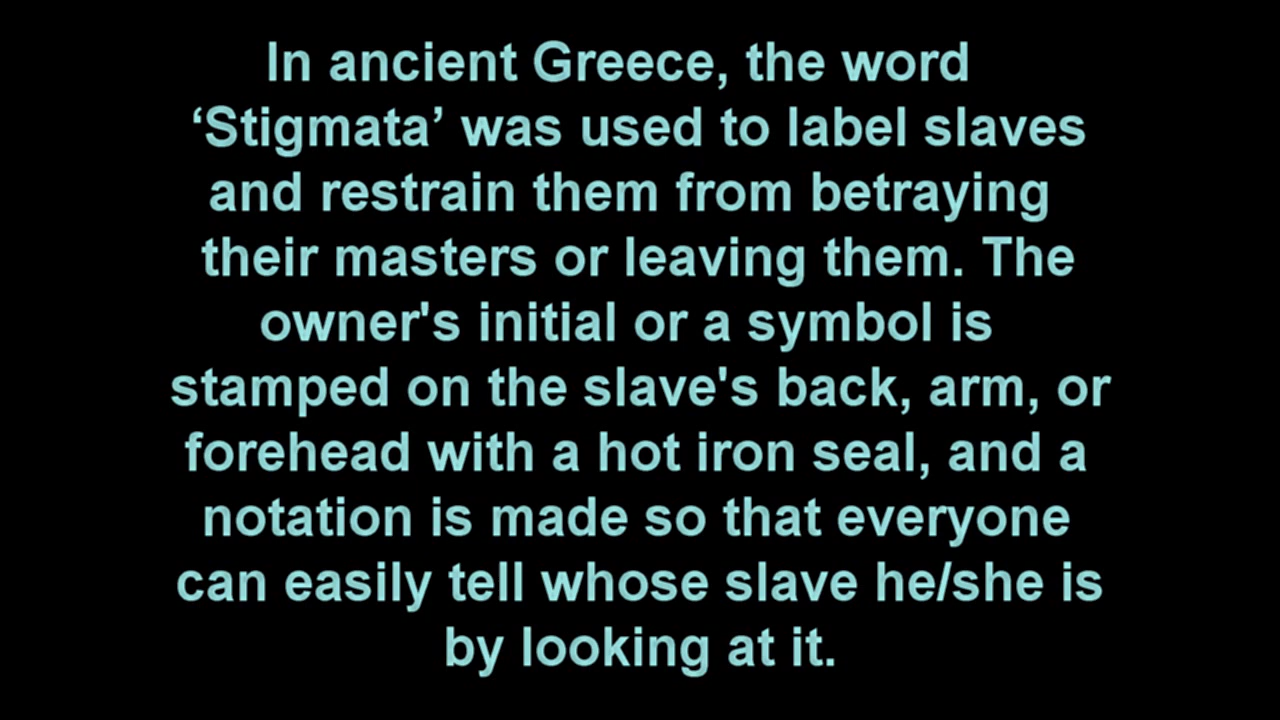 In ancient Greece, the word
‘Stigmata’ was used to label slaves
and restrain them from betraying
their masters or leaving them. The
owner's initial or a symbol is
stamped on the slave's back, arm, or
forehead with a hot iron seal, and a
notation is made so that everyone
can easily tell whose slave he/she is
by looking at it.